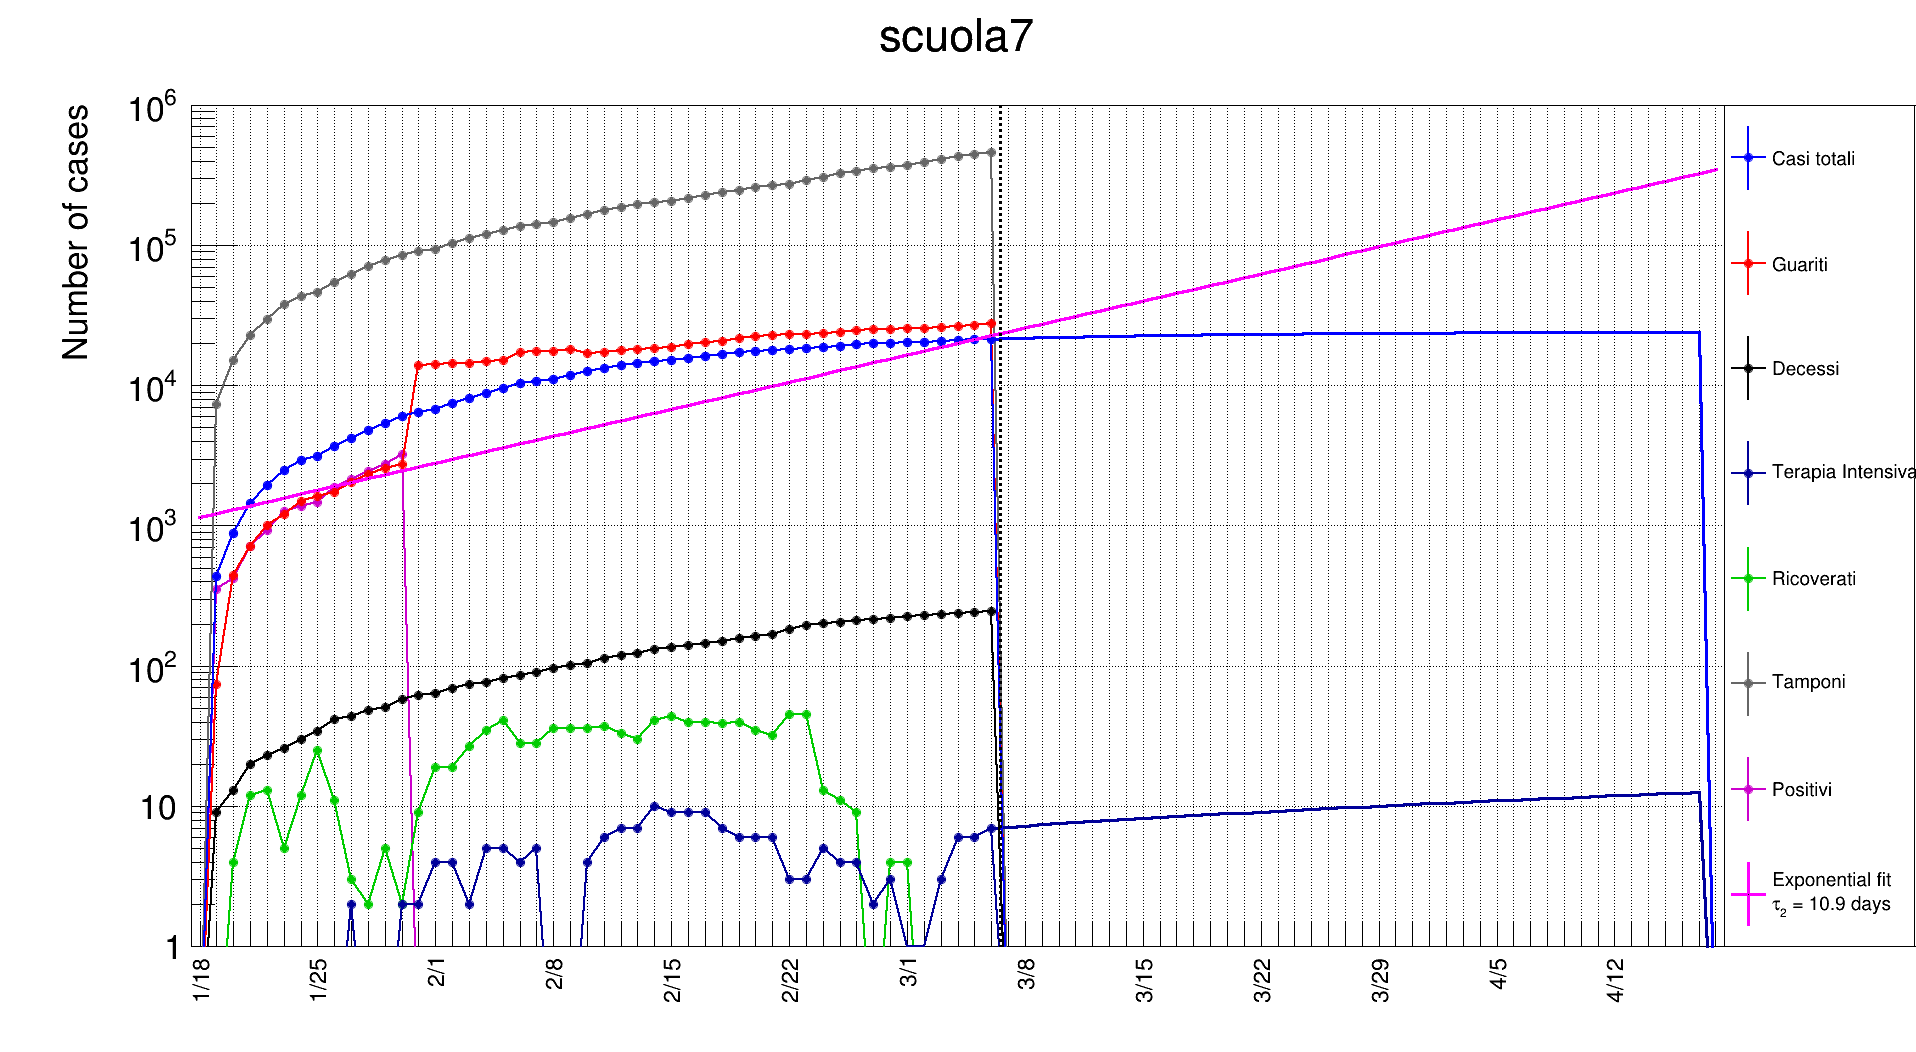 scuola7
Number of cases
10^6
10^5
10^4
10^3
10^2
10
1
1/18
1/25
2/1
2/8
2/15
2/22
3/1
3/8
3/15
3/22
3/29
4/5
4/12
Casi totali
Guariti
Decessi
Terapia Intensiva
Ricoverati
Tamponi
Positivi
Exponential fit
τ₂ = 10.9 days